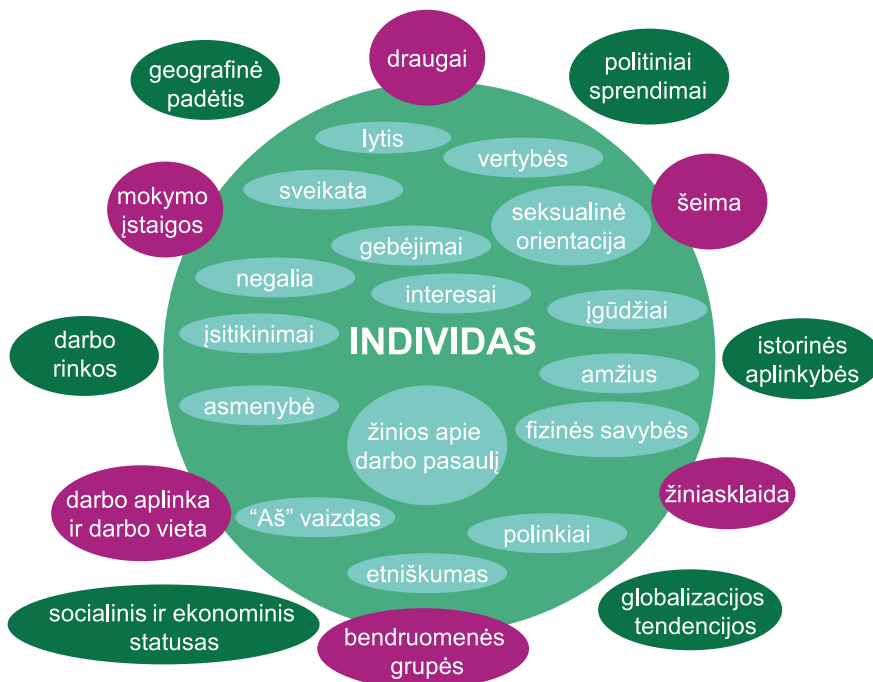 draugai
geografinė
padėtis
politiniai
sprendimai
lytis
vertybės
sveikata
mokymo
įstaigos
šeima
seksualinė
orientacija
gebėjimai
negalia
interesai
įgūdžiai
įsitikinimai
INDIVIDAS
darbo
rinkos
istorinės
aplinkybės
amžius
asmenybė
žinios apie
darbo pasaulį
fizinės savybės
darbo aplinka
ir darbo vieta
žiniasklaida
“Aš” vaizdas
polinkiai
etniškumas
socialinis ir ekonominis
statusas
globalizacijos
tendencijos
bendruomenės
grupės